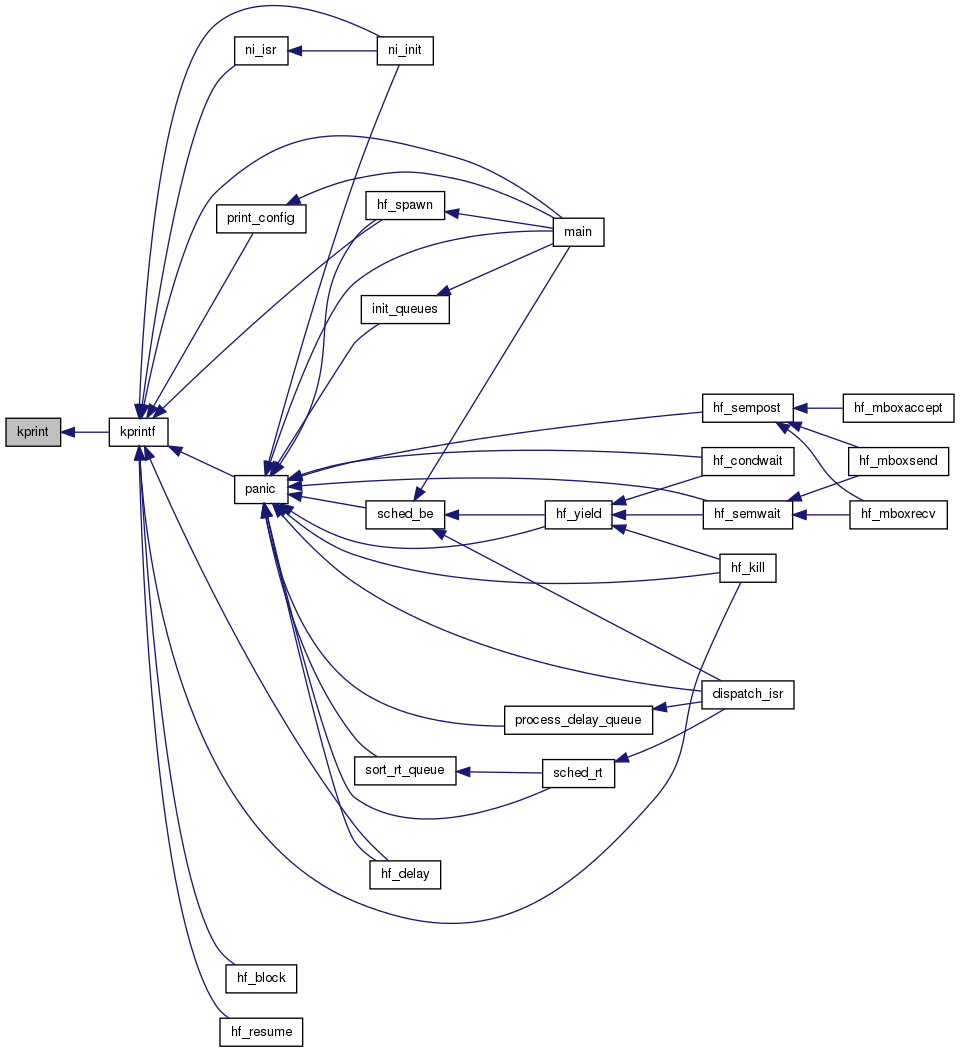 ni_isr
ni_init
hf_spawn
print_config
main
init_queues
hf_sempost
hf_mboxaccept
kprint
kprintf
hf_condwait
hf_mboxsend
panic
sched_be
hf_yield
hf_semwait
hf_mboxrecv
hf_kill
dispatch_isr
process_delay_queue
sort_rt_queue
sched_rt
hf_delay
hf_block
hf_resume